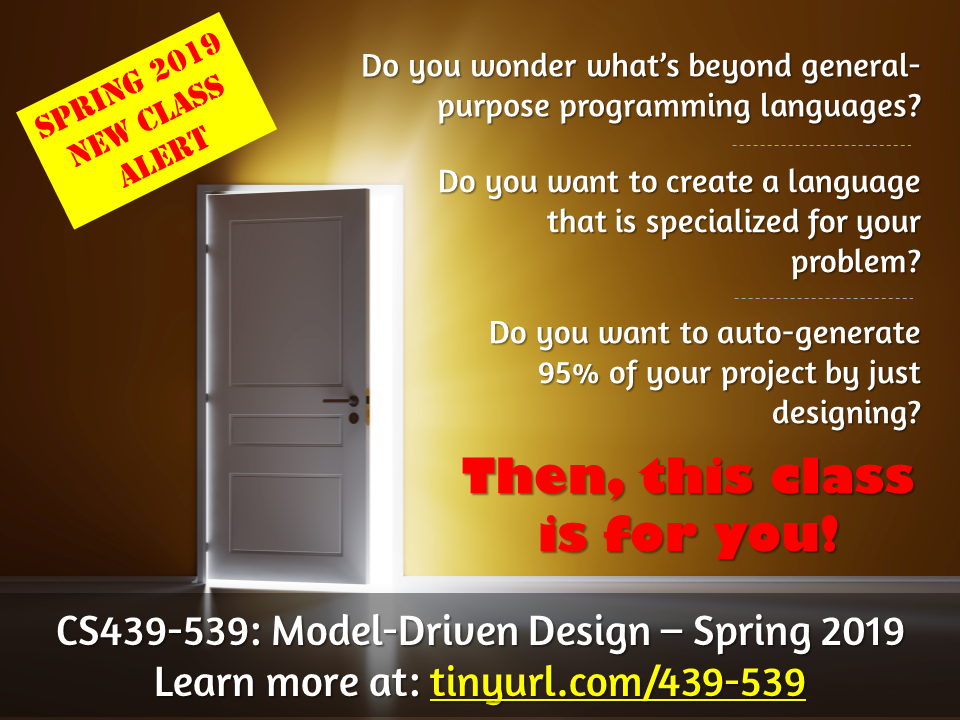 SPRING 2019
NEW CLASS
ALERT
Do you wonder what’s beyond general-
purpose programming languages?
Do you want to create a language
that is specialized for your
problem?
Do you want to auto-generate
95% of your project by just
designing?
Then, this class
is for you!
CS439-539: Model-Driven Design – Spring 2019
Learn more at: tinyurl.com/439-539